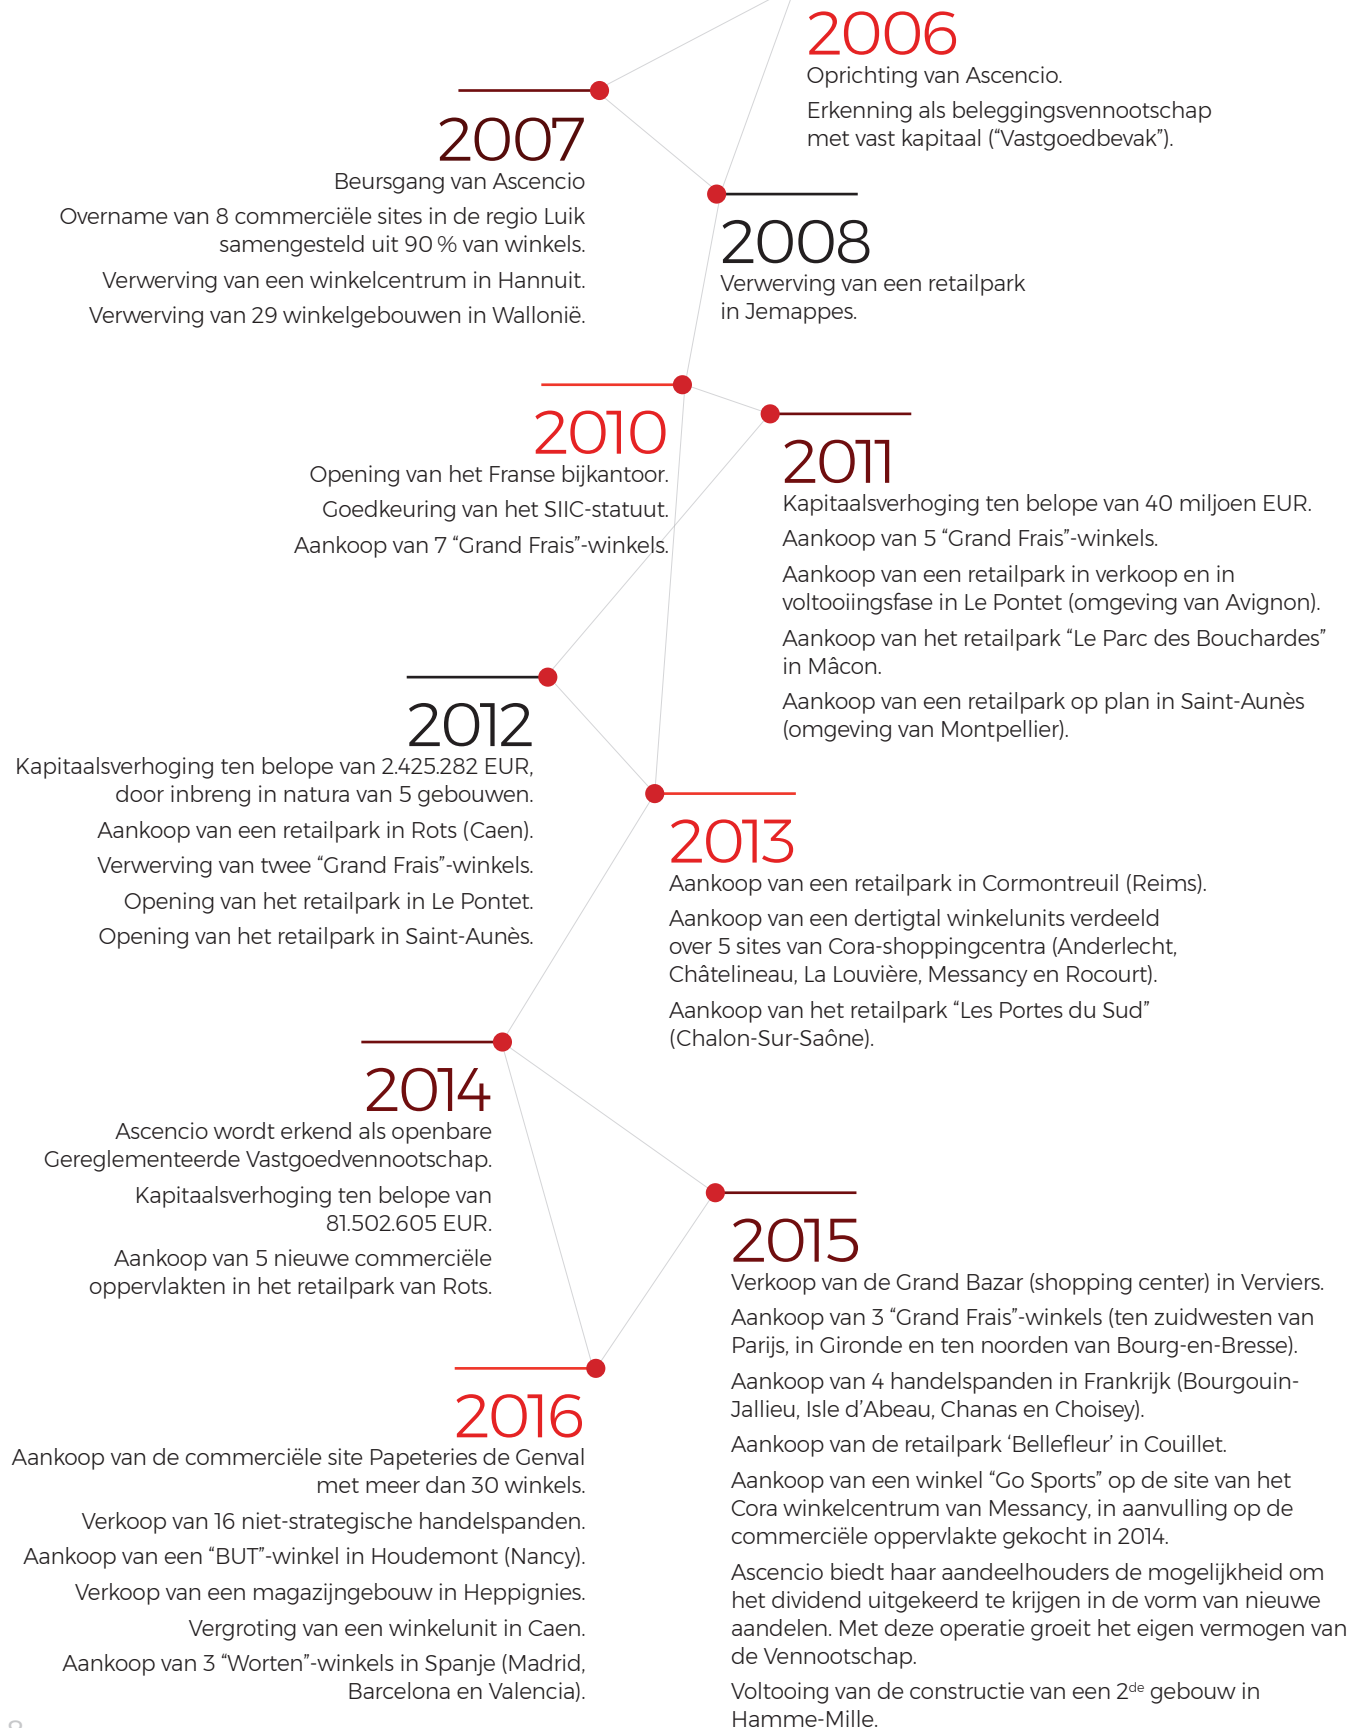 2006
Oprichting van Ascencio.
Erkenning als beleggingsvennootschap
met vast kapitaal (“Vastgoedbevak”).
2007
Beursgang van Ascencio
Overname van 8 commerciële sites in de regio Luik
samengesteld uit 90 % van winkels.
Verwerving van een winkelcentrum in Hannuit.
Verwerving van 29 winkelgebouwen in Wallonië.
2008
Verwerving van een retailpark
in Jemappes.
2010
Opening van het Franse bijkantoor.
Goedkeuring van het SIIC-statuut.
Aankoop van 7 “Grand Frais”-winkels.
2011
Kapitaalsverhoging ten belope van 40 miljoen EUR.
Aankoop van 5 “Grand Frais”-winkels.
Aankoop van een retailpark in verkoop en in
voltooiingsfase in Le Pontet (omgeving van Avignon).
Aankoop van het retailpark “Le Parc des Bouchardes”
in Mâcon.
Aankoop van een retailpark op plan in Saint-Aunès
(omgeving van Montpellier).
2012
Kapitaalsverhoging ten belope van 2.425.282 EUR,
door inbreng in natura van 5 gebouwen.
Aankoop van een retailpark in Rots (Caen).
Verwerving van twee “Grand Frais”-winkels.
Opening van het retailpark in Le Pontet.
Opening van het retailpark in Saint-Aunès.
2013
Aankoop van een retailpark in Cormontreuil (Reims).
Aankoop van een dertigtal winkelunits verdeeld
over 5 sites van Cora-shoppingcentra (Anderlecht,
Châtelineau, La Louvière, Messancy en Rocourt).
Aankoop van het retailpark “Les Portes du Sud”
(Chalon-Sur-Saône).
2014
Ascencio wordt erkend als openbare
Gereglementeerde Vastgoedvennootschap.
Kapitaalsverhoging ten belope van
81.502.605 EUR.
Aankoop van 5 nieuwe commerciële
oppervlakten in het retailpark van Rots.
2015
Verkoop van de Grand Bazar (shopping center) in Verviers.
Aankoop van 3 “Grand Frais”-winkels (ten zuidwesten van
Parijs, in Gironde en ten noorden van Bourg-en-Bresse).
Aankoop van 4 handelspanden in Frankrijk (Bourgouin-
Jallieu, Isle d’Abeau, Chanas en Choisey).
Aankoop van de retailpark ‘Bellefleur’ in Couillet.
Aankoop van een winkel “Go Sports” op de site van het
Cora winkelcentrum van Messancy, in aanvulling op de
commerciële oppervlakte gekocht in 2014.
Ascencio biedt haar aandeelhouders de mogelijkheid om
het dividend uitgekeerd te krijgen in de vorm van nieuwe
aandelen. Met deze operatie groeit het eigen vermogen van
de Vennootschap.
Voltooing van de constructie van een 2de gebouw in
Hamme-Mille.
2016
Aankoop van de commerciële site Papeteries de Genval
met meer dan 30 winkels.
Verkoop van 16 niet-strategische handelspanden.
Aankoop van een “BUT”-winkel in Houdemont (Nancy).
Verkoop van een magazijngebouw in Heppignies.
Vergroting van een winkelunit in Caen.
Aankoop van 3 “Worten”-winkels in Spanje (Madrid,
Barcelona en Valencia).